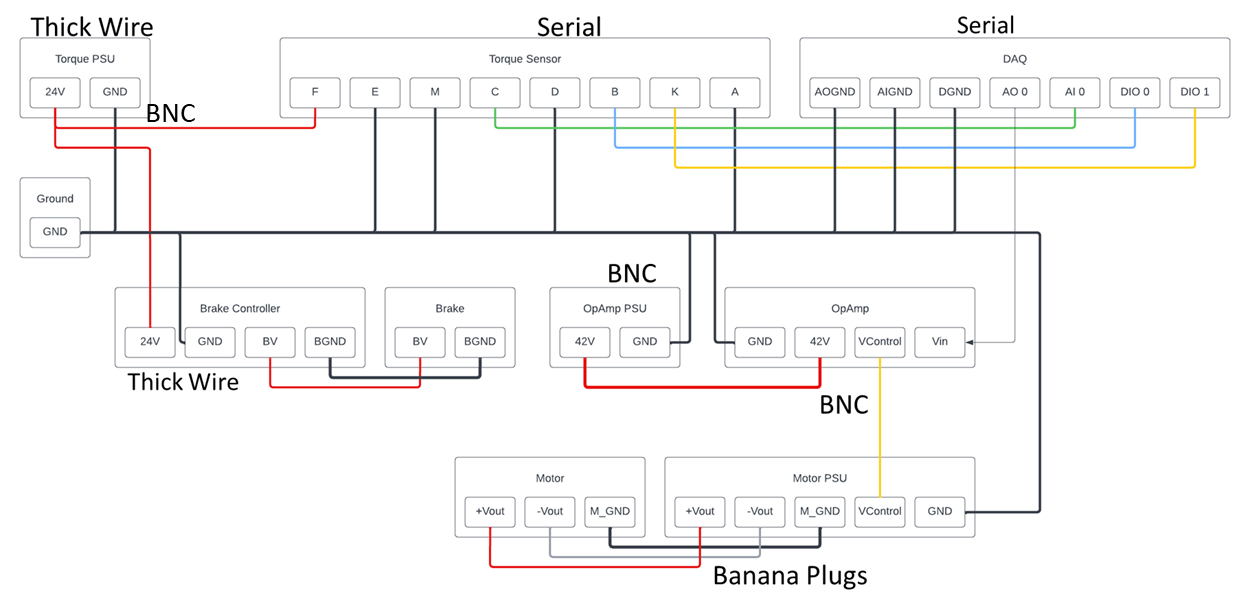 Thick Wire
Serial
Serial
Torque PSU
Torque Sensor
DAQ
24V GND
F E M C D B K A
AOGND AIGND DGND AO 0 AI 0 DIO 0 DIO 1
BNC
Ground
GND
BNC
Brake Controller
Brake
OpAmp PSU
OpAmp
24V GND BV BGND
BV BGND
42V GND
GND 42V VControl Vin
Thick Wire
BNC
Motor
Motor PSU
+Vout -Vout M_GND
+Vout -Vout M_GND VControl GND
Banana Plugs